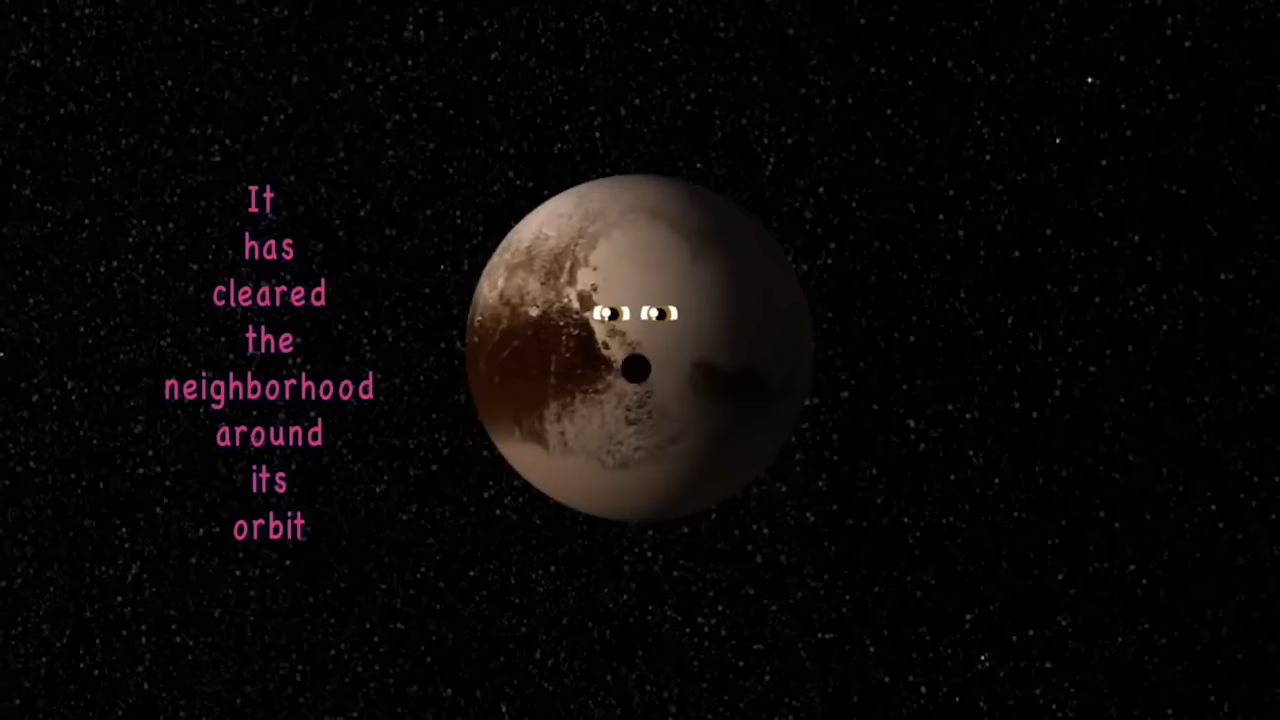 It
has
cleared
the
neighborhood
around
its
orbit